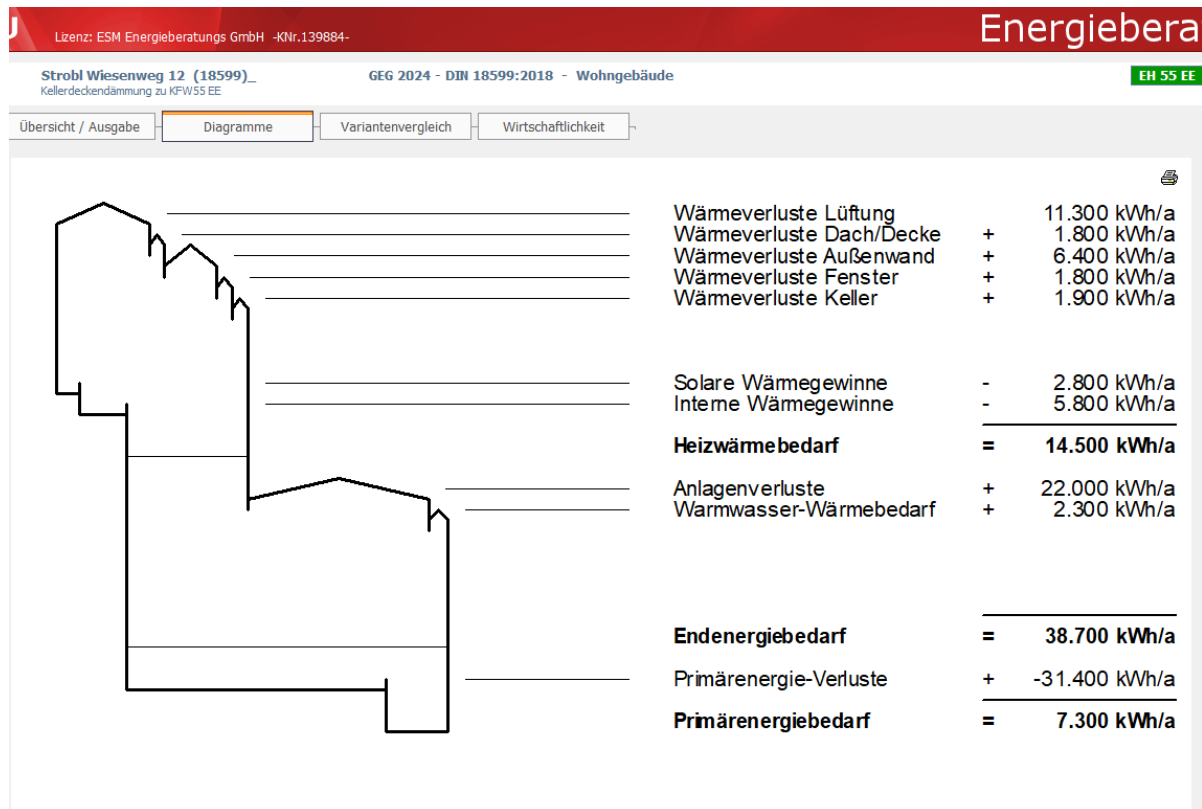 Lizenz: ESM Energieberatungs GmbH -KNr.139884-
Energiebera
Strobl Wiesenweg 12 (18599)_ GEG 2024 - DIN 18599:2018 - Wohngebäude EH 55 EE
Kellerdeckendämmung zu KFW55 EE
Übersicht / Ausgabe Diagramme Variantenvergleich Wirtschaftlichkeit
Wärmeverluste Lüftung 11.300 kWh/a
Wärmeverluste Dach/Decke + 1.800 kWh/a
Wärmeverluste Außenwand + 6.400 kWh/a
Wärmeverluste Fenster + 1.800 kWh/a
Wärmeverluste Keller + 1.900 kWh/a
Solare Wärmegewinne - 2.800 kWh/a
Interne Wärmegewinne - 5.800 kWh/a
Heizwärmebedarf = 14.500 kWh/a
Anlagenverluste + 22.000 kWh/a
Warmwasser-Wärmebedarf + 2.300 kWh/a
Endenergiebedarf = 38.700 kWh/a
Primärenergie-Verluste + -31.400 kWh/a
Primärenergiebedarf = 7.300 kWh/a